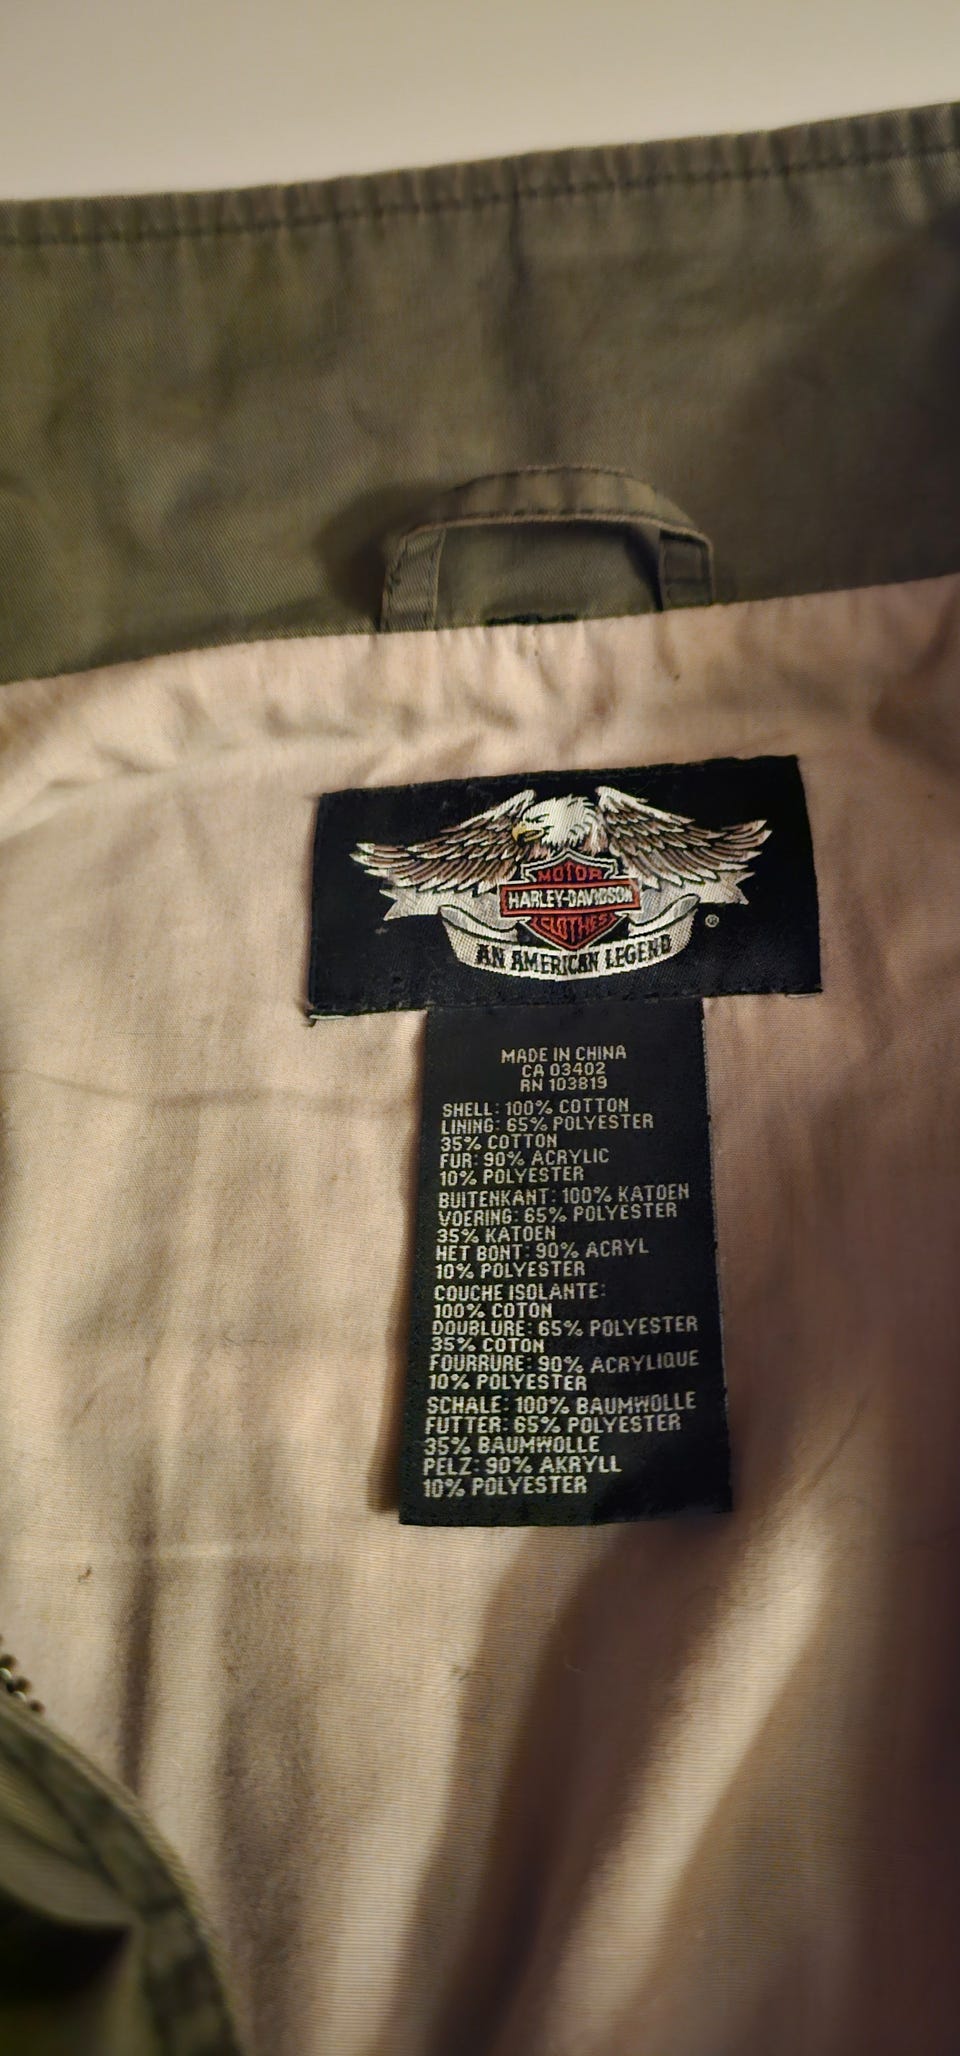 MOTOR
HARLEY-DAVIDSON
CLOTHES
®
AN AMERICAN LEGEND
MADE IN CHINA
CA 03402
RN 103819
SHELL: 100% COTTON
LINING: 65% POLYESTER
35% COTTON
FUR: 90% ACRYLIC
10% POLYESTER
BUITENKANT: 100% KATOEN
VOERING: 65% POLYESTER
35% KATOEN
HET BONT: 90% ACRYL
10% POLYESTER
COUCHE ISOLANTE:
100% COTON
DOUBLURE: 65% POLYESTER
35% COTON
FOURRURE: 90% ACRYLIQUE
10% POLYESTER
SCHALE: 100% BAUMWOLLE
FUTTER: 65% POLYESTER
35% BAUMWOLLE
PELZ: 90% AKRYLL
10% POLYESTER